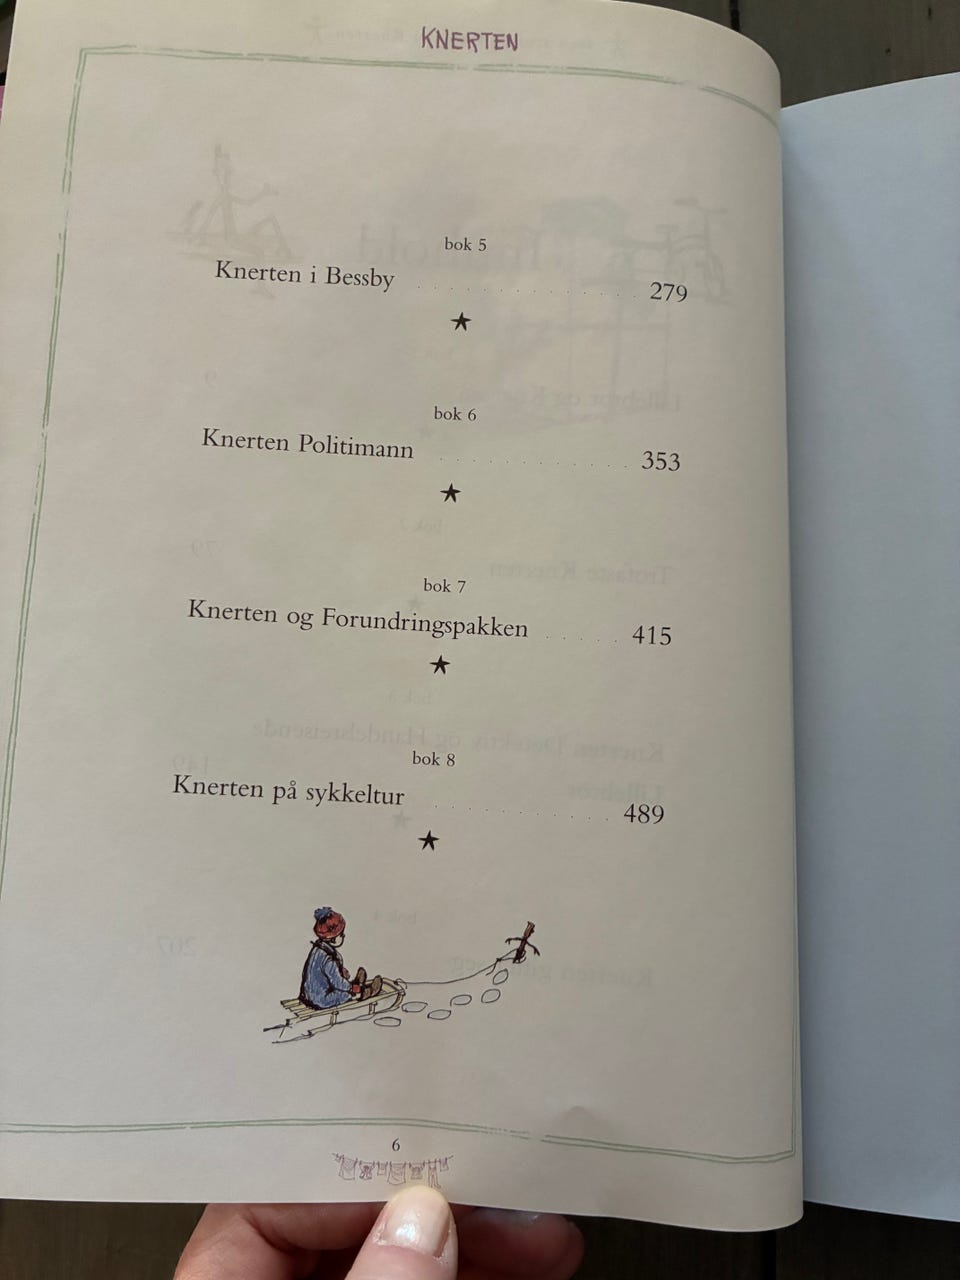 KNERTEN
bok 5
Knerten i Bessby . . . . . . . . . . . . . 279
bok 6
Knerten Politimann . . . . . . . . . . . . 353
bok 7
Knerten og Forundringspakken . . . . . 415
bok 8
Knerten på sykkeltur . . . . . . . . . . . 489
6